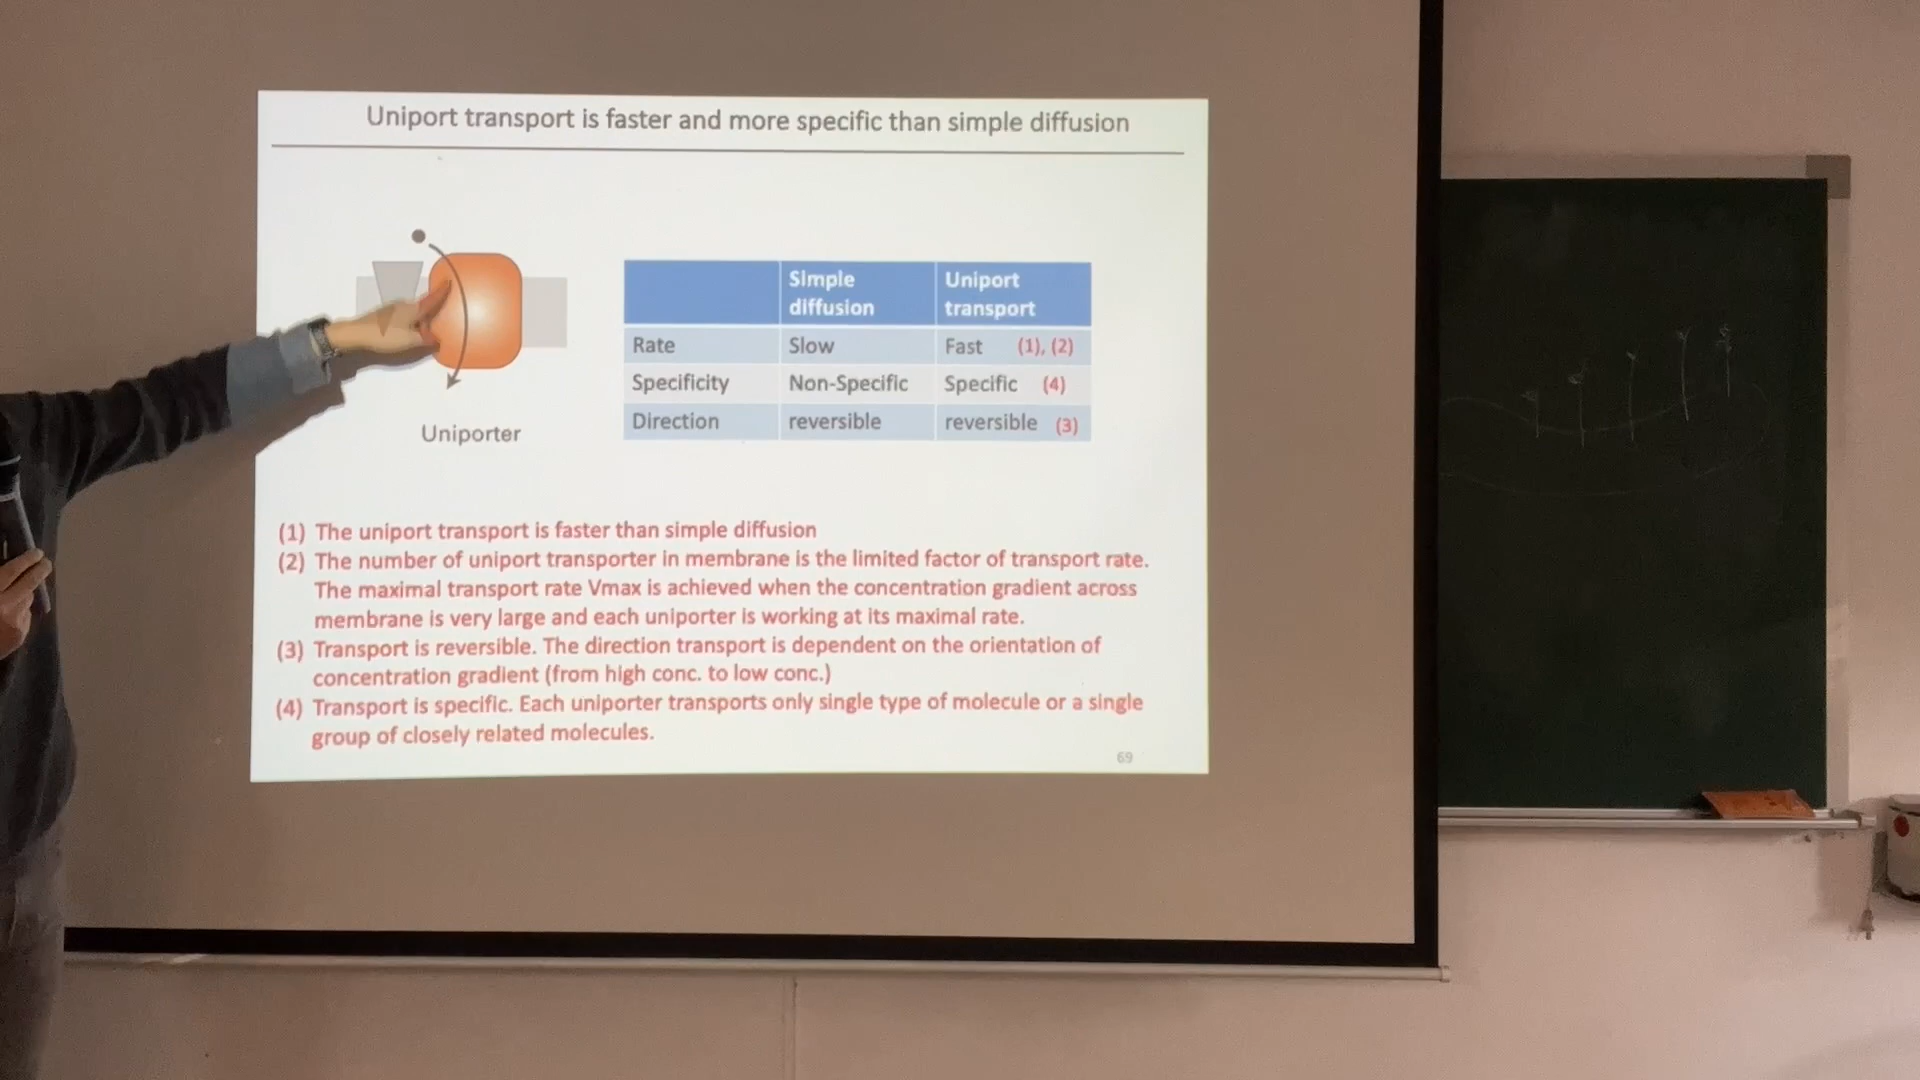 Uniport transport is faster and more specific than simple diffusion
Uniporter
SImple diffusion
Uniport transport
Rate Slow Fast (1), (2)
Specificity Non-Specific Specific (4)
Direction reversible reversible (3)
(1) The uniport transport is faster than simple diffusion
(2) The number of uniport transporter in membrane is the limited factor of transport rate.
The maximal transport rate Vmax is achieved when the concentration gradient across
membrane is very large and each uniporter is working at its maximal rate.
(3) Transport is reversible. The direction transport is dependent on the orientation of
concentration gradient (from high conc. to low conc.)
(4) Transport is specific. Each uniporter transports only single type of molecule or a single
group of closely related molecules.
69